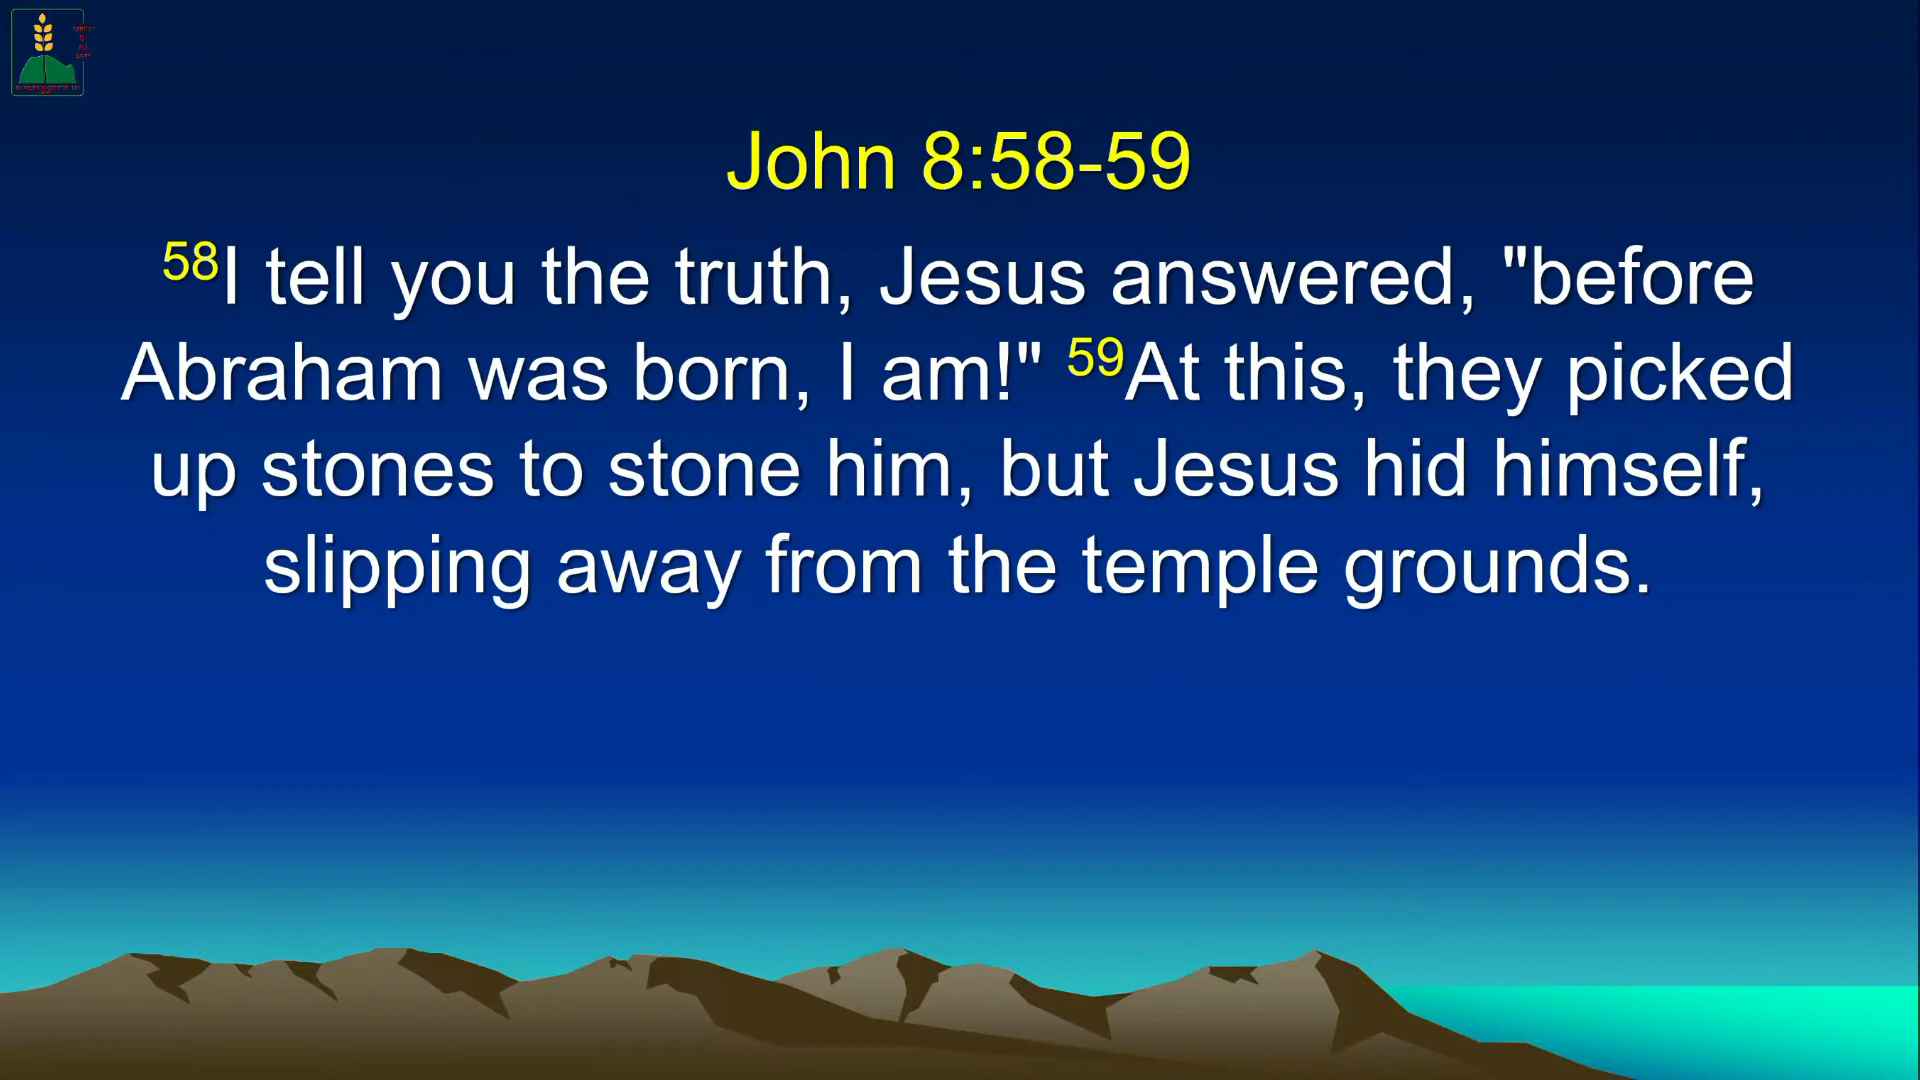 John 8:58-59
58I tell you the truth, Jesus answered, "before
Abraham was born, I am!" 59At this, they picked
up stones to stone him, but Jesus hid himself,
slipping away from the temple grounds.